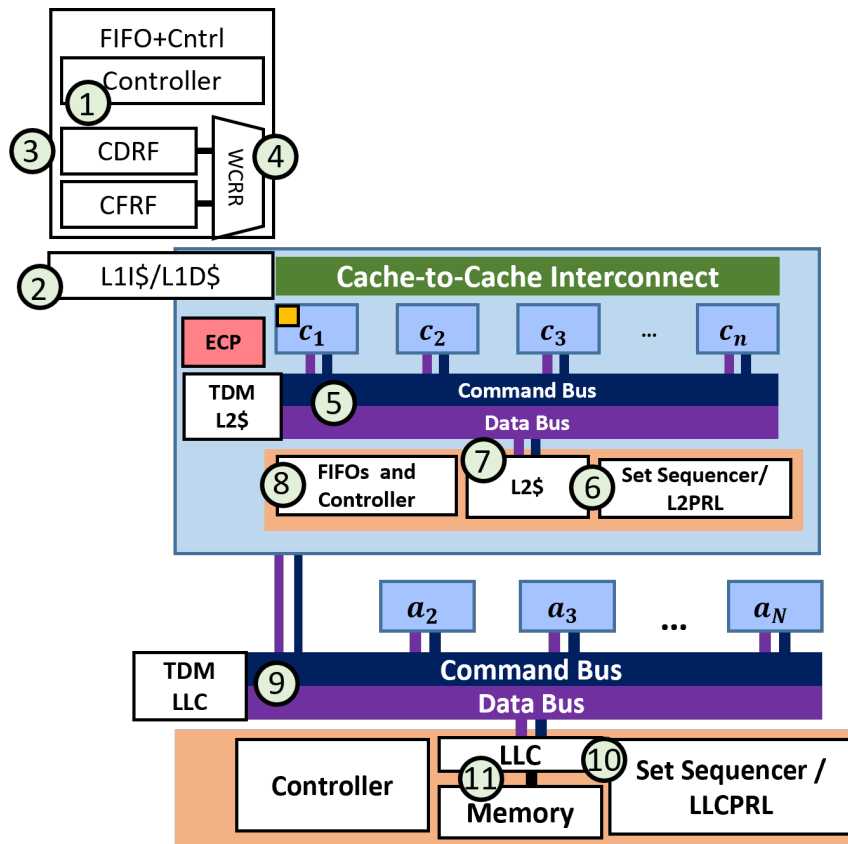 FIFO+Cntrl
Controller
1
3
CDRF
WCRR
4
CFRF
2
L1I$/L1D$
Cache-to-Cache Interconnect
ECP
c₁
c₂
c₃
...
cₙ
TDM
L2$
5
Command Bus
Data Bus
8
FIFOs and
Controller
7
L2$
6
Set Sequencer/
L2PRL
a₂
a₃
...
a_N
TDM
LLC
9
Command Bus
Data Bus
Controller
LLC
10
11
Memory
Set Sequencer /
LLCPRL